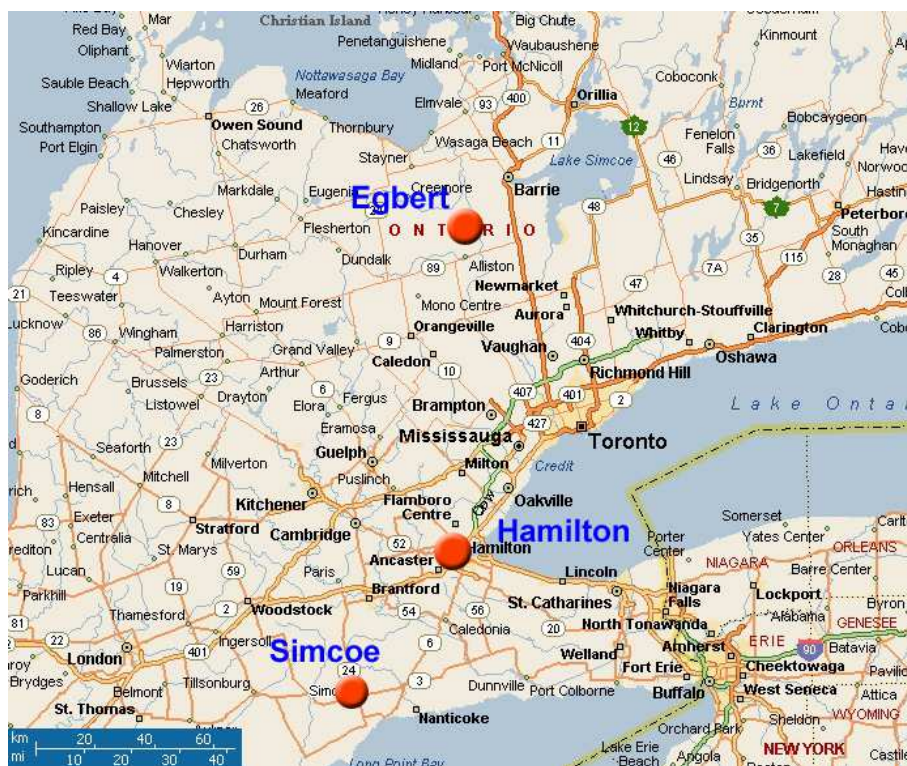 Christian Island
Big Chute
Kinmount
Red Bay
Mar
Penetanguishene
Waubaushene
Oliphant
Wiarton
Midland
Port McNicoll
Coboconk
Sauble Beach
Hepworth
Nottawasaga Bay
Meaford
Elmvale
93
400
Orillia
Burnt
Shallow Lake
26
12
Bobcaygeon
Southampton
Owen Sound
Thornbury
Wasaga Beach
11
Fenelon
Falls
36
Port Elgin
Chatsworth
Stayner
Lake Simcoe
46
Lakefield
Markdale
Eugenia
Creemore
Barrie
Lindsay
Bridgenorth
Norwood
Paisley
Chesley
Egbert
48
7
Hastin
Kincardine
Flesherton
ONTARIO
Peterboro
Hanover
Durham
35
South
Monaghan
Ripley
4
Walkerton
Dundalk
89
Alliston
115
21
Teeswater
Ayton
Mount Forest
Mono Centre
Newmarket
47
7A
28
45
Lucknow
86
Wingham
Harriston
Orangeville
Aurora
Whitchurch-Stouffville
Whitby
Clarington
Palmerston
Grand Valley
9
Caledon
Vaughan
404
Oshawa
Goderich
Brussels
23
Arthur
10
Richmond Hill
Listowel
Drayton
6
Fergus
407
401
2
8
Elora
Brampton
427
Lake Ontar
Seaforth
23
Eramosa
Mississauga
Toronto
Milverton
Guelph
Milton
Credit
Hensall
Mitchell
Puslinch
83
Exeter
8
Kitchener
Flamboro
Centre
Oakville
Centralia
Stratford
Cambridge
Hamilton
Somerset
Crediton
St. Marys
52
Hamilton
Porter
Center
Yates Center
ORLEANS
Lucan
59
Paris
Ancaster
Lincoln
NIAGARA
Barre Center
Parkhill
19
Brantford
Niagara
Falls
Lockport
Thamesford
2
Woodstock
54
56
St. Catharines
Alabama
Byron
81
North Tonawanda
GENESEE
22
Ingersoll
Caledonia
20
ERIE
90
Batavia
London
401
Simcoe
6
Welland
Amherst
Cheektowaga
Brydges
Belmont
Tillsonburg
24
3
Dunnville
Port Colborne
Fort Erie
Buffalo
West Seneca
Attica
St. Thomas
Nanticoke
WYOMING
Orchard Park
Sheldon
km 20 40 60
mi 10 20 30 40
Long Point Bay
Lake Erie
Beach
Angola
NEW YORK